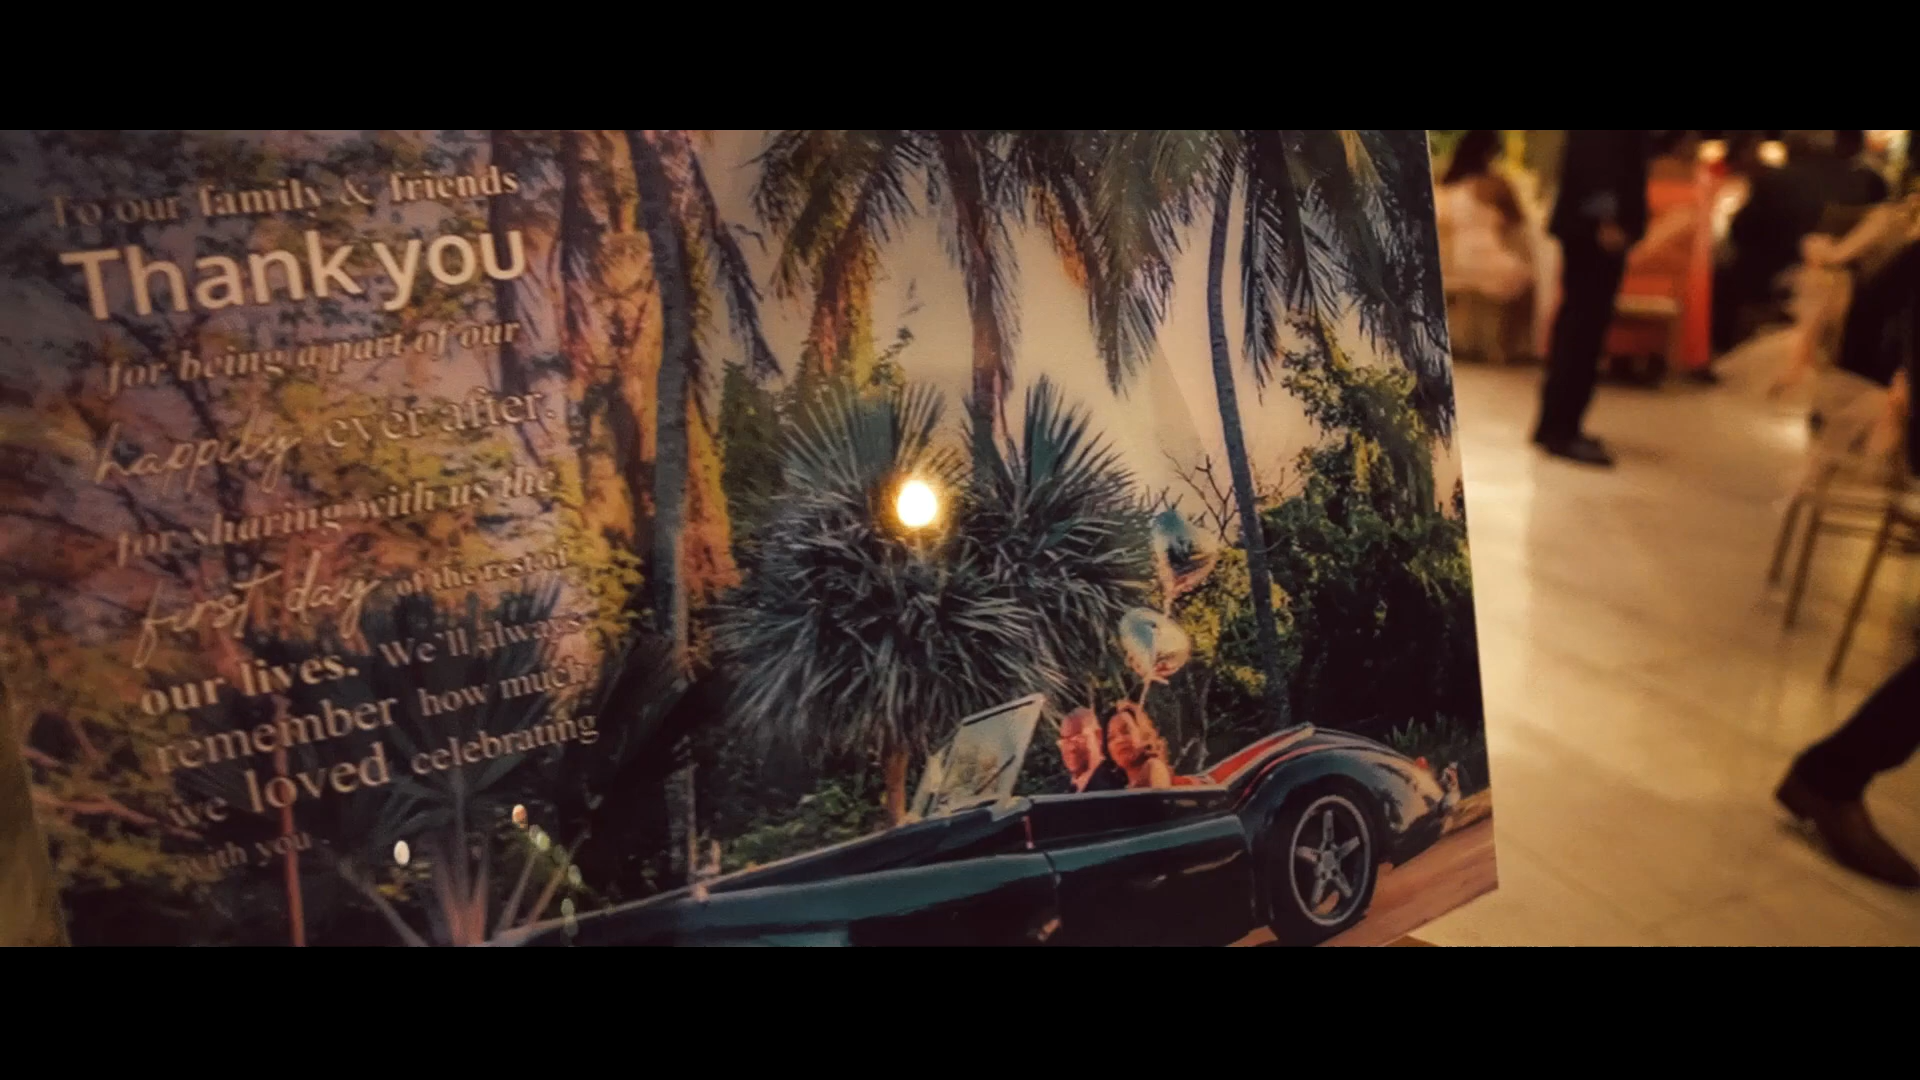 To our family & friends
Thank you
for being a part of our
happily ever after.
for sharing with us the
first day of the rest of
our lives. We'll always
remember how much
we loved celebrating
with you.